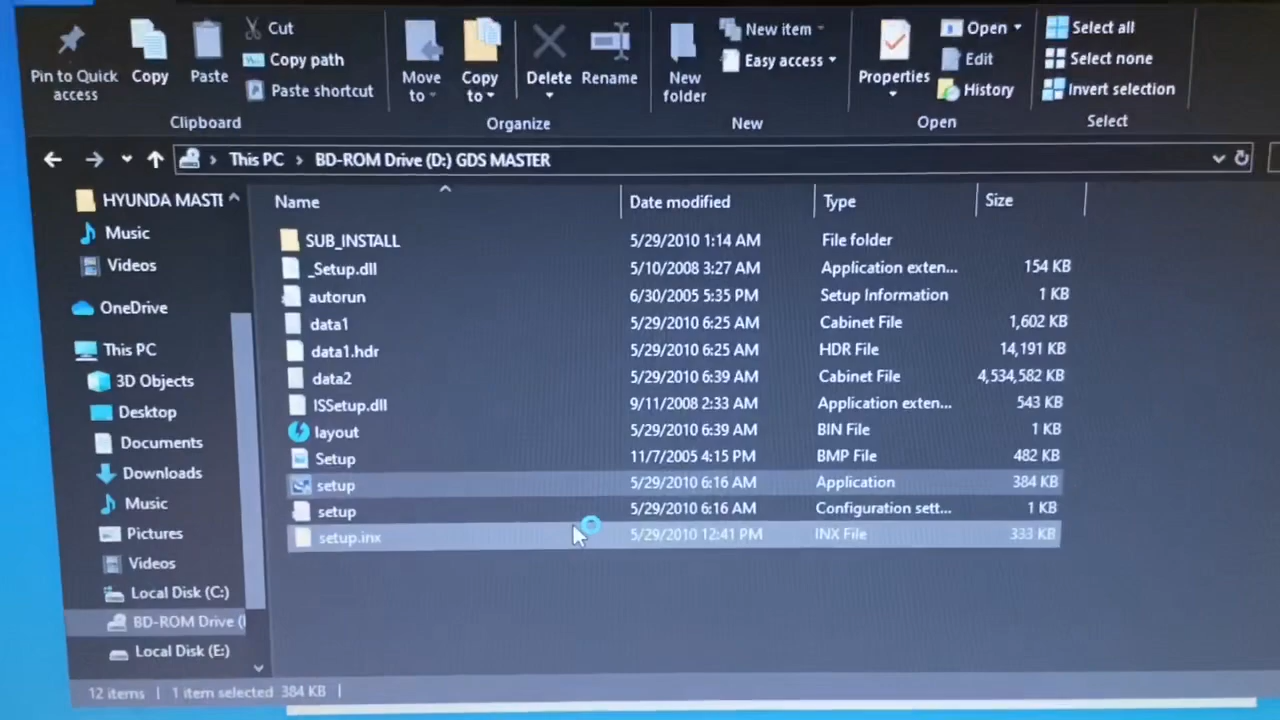 Pin to Quick access
Copy
Paste
Cut
Copy path
Paste shortcut
Clipboard
Move to
Copy to
Delete
Rename
Organize
New folder
New item
Easy access
New
Properties
Open
Edit
History
Open
Select all
Select none
Invert selection
Select
This PC > BD-ROM Drive (D:) GDS MASTER
HYUNDA MASTI
Music
Videos
OneDrive
This PC
3D Objects
Desktop
Documents
Downloads
Music
Pictures
Videos
Local Disk (C:)
BD-ROM Drive (
Local Disk (E:)
Name Date modified Type Size
SUB_INSTALL 5/29/2010 1:14 AM File folder
_Setup.dll 5/10/2008 3:27 AM Application exten... 154 KB
autorun 6/30/2005 5:35 PM Setup Information 1 KB
data1 5/29/2010 6:25 AM Cabinet File 1,602 KB
data1.hdr 5/29/2010 6:25 AM HDR File 14,191 KB
data2 5/29/2010 6:39 AM Cabinet File 4,534,582 KB
ISSetup.dll 9/11/2008 2:33 AM Application exten... 543 KB
layout 5/29/2010 6:39 AM BIN File 1 KB
Setup 11/7/2005 4:15 PM BMP File 482 KB
setup 5/29/2010 6:16 AM Application 384 KB
setup 5/29/2010 6:16 AM Configuration sett... 1 KB
setup.inx 5/29/2010 12:41 PM INX File 333 KB
12 items 1 item selected 384 KB